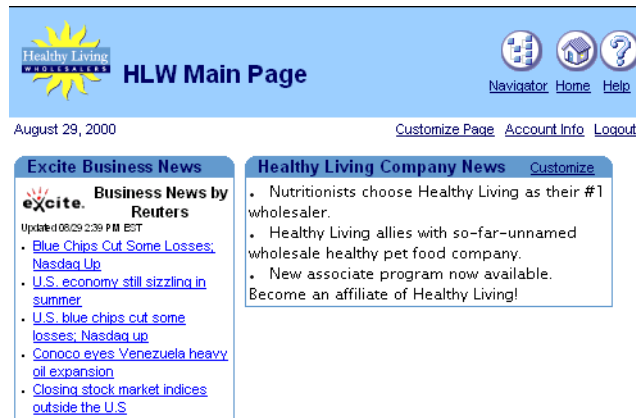 Healthy Living
WHOLESALERS
HLW Main Page
Navigator Home Help
August 29, 2000
Customize Page Account Info Logout
Excite Business News
excite.
Business News by
Reuters
Updated 08/29 2:39 PM EST
• Blue Chips Cut Some Losses;
Nasdaq Up
• U.S. economy still sizzling in
summer
• U.S. blue chips cut some
losses; Nasdaq up
• Conoco eyes Venezuela heavy
oil expansion
• Closing stock market indices
outside the U.S
Healthy Living Company News Customize
• Nutritionists choose Healthy Living as their #1
wholesaler.
• Healthy Living allies with so-far-unnamed
wholesale healthy pet food company.
• New associate program now available.
Become an affiliate of Healthy Living!